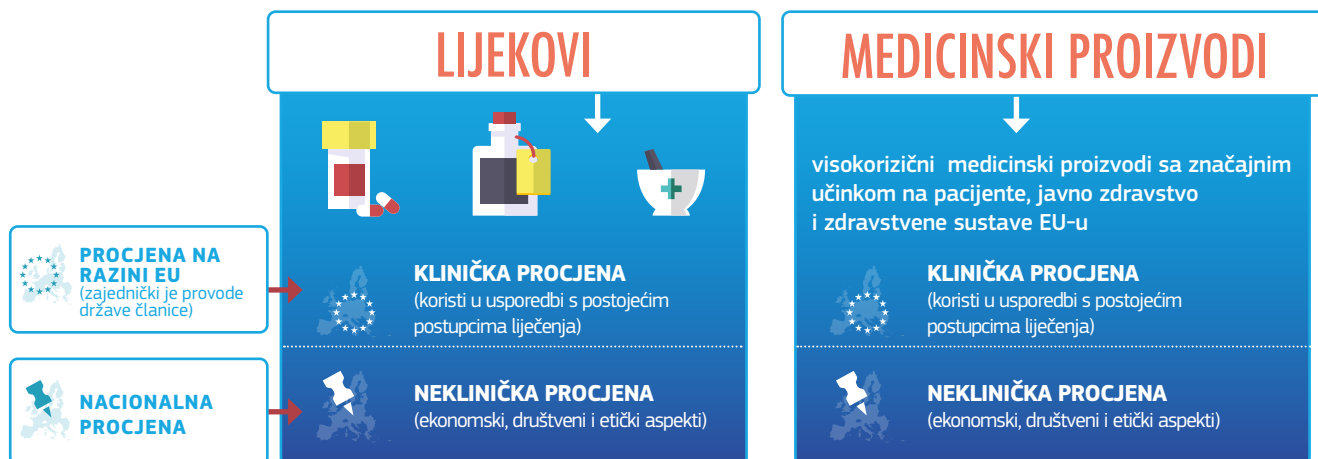 LIJEKOVI
MEDICINSKI PROIZVODI
visokorizični medicinski proizvodi sa značajnim
učinkom na pacijente, javno zdravstvo
i zdravstvene sustave EU-u
PROCJENA NA
RAZINI EU
(zajednički je provode
države članice)
KLINIČKA PROCJENA
(koristi u usporedbi s postojećim
postupcima liječenja)
KLINIČKA PROCJENA
(koristi u usporedbi s postojećim
postupcima liječenja)
NACIONALNA
PROCJENA
NEKLINIČKA PROCJENA
(ekonomski, društveni i etički aspekti)
NEKLINIČKA PROCJENA
(ekonomski, društveni i etički aspekti)